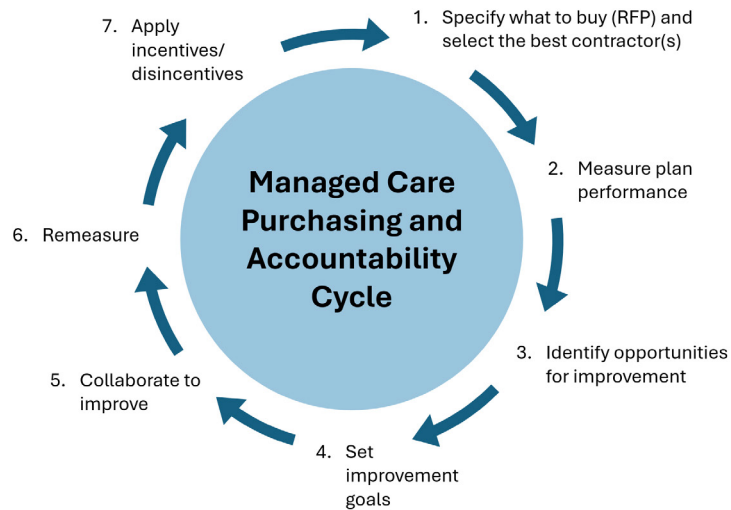 Managed Care
Purchasing and
Accountability
Cycle
1. Specify what to buy (RFP) and
select the best contractor(s)
2. Measure plan
performance
3. Identify opportunities
for improvement
4. Set
improvement
goals
5. Collaborate to
improve
6. Remeasure
7. Apply
incentives/
disincentives